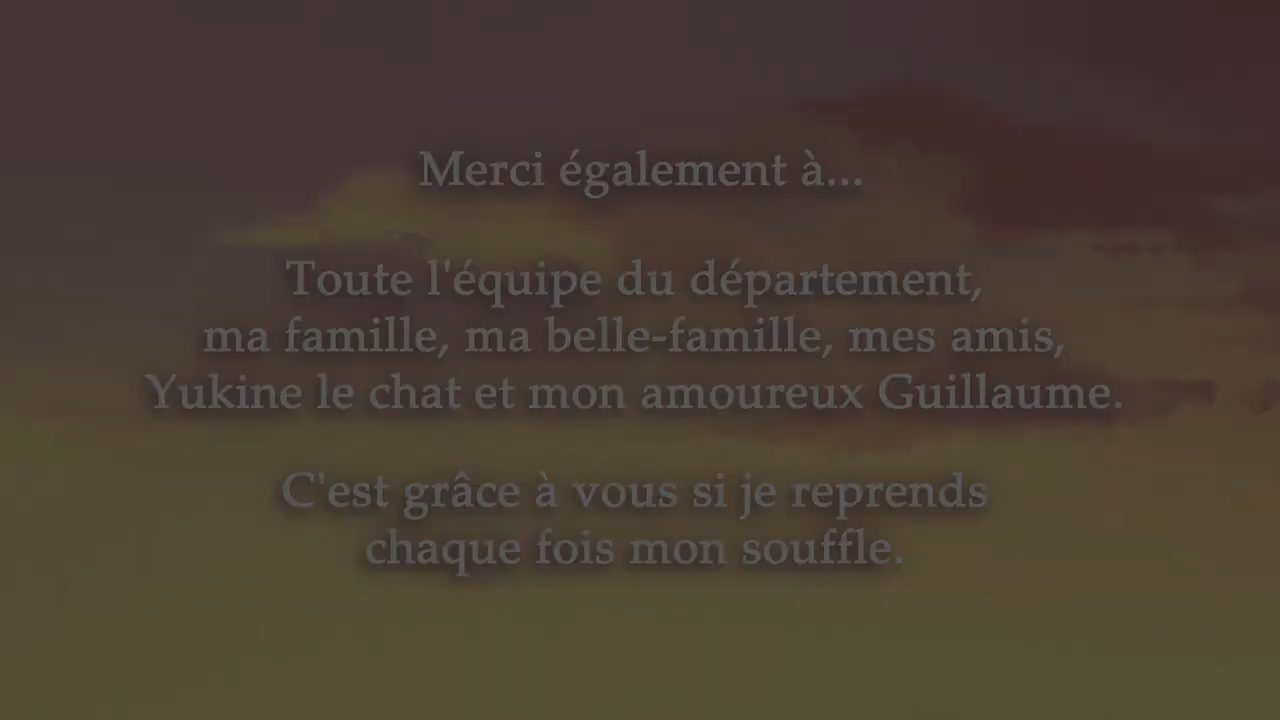 Merci également à...
Toute l'équipe du département,
ma famille, ma belle-famille, mes amis,
Yukine le chat et mon amoureux Guillaume.
C'est grâce à vous si je reprends
chaque fois mon souffle.